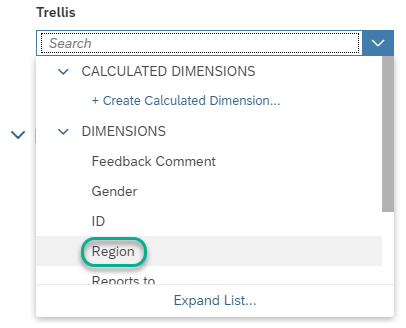 Trellis
Search
CALCULATED DIMENSIONS
+ Create Calculated Dimension...
DIMENSIONS
Feedback Comment
Gender
ID
Region
Reports to
Expand List...